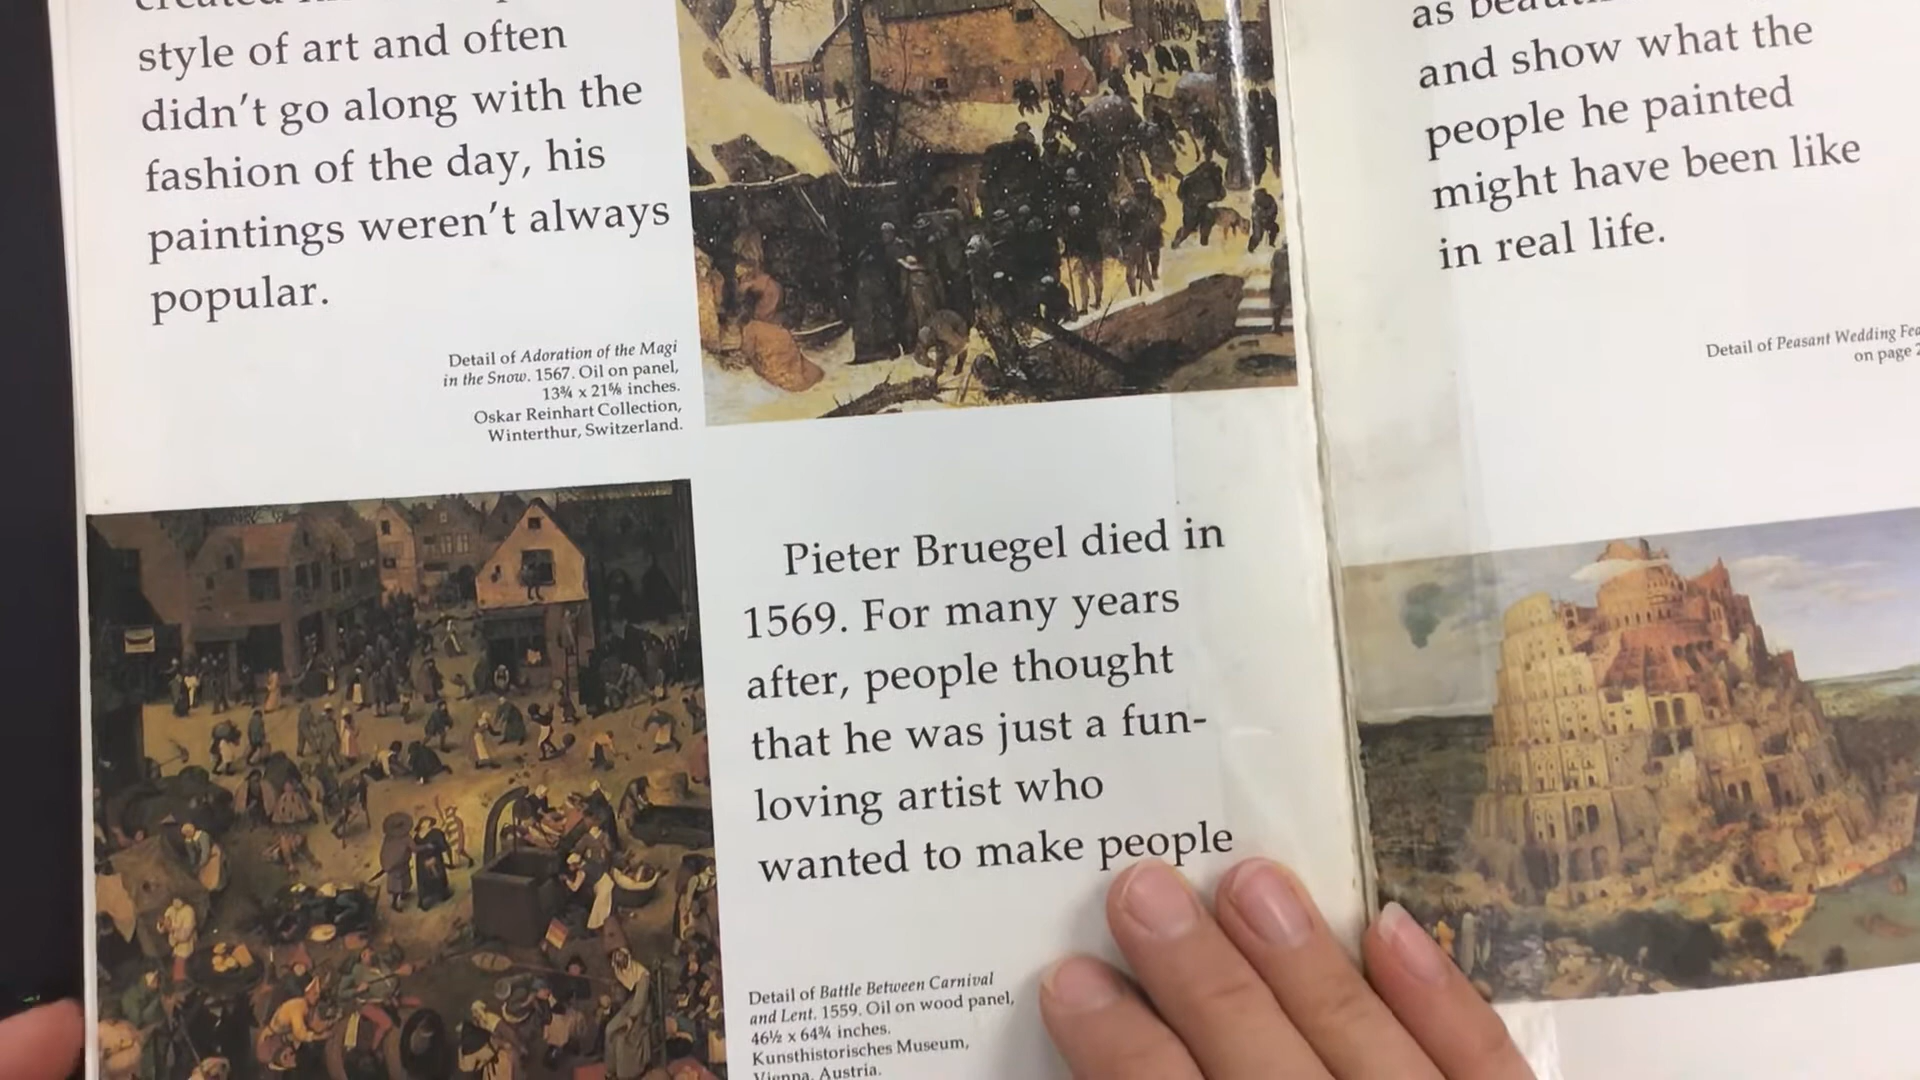 style of art and often
didn't go along with the
fashion of the day, his
paintings weren't always
popular.
Detail of Adoration of the Magi
in the Snow. 1567. Oil on panel,
13¾ x 21⅝ inches.
Oskar Reinhart Collection,
Winterthur, Switzerland.
Pieter Bruegel died in
1569. For many years
after, people thought
that he was just a fun-
loving artist who
wanted to make people
Detail of Battle Between Carnival
and Lent. 1559. Oil on wood panel,
46½ x 64¾ inches.
Kunsthistorisches Museum,
Vienna, Austria.
as
and show what the
people he painted
might have been like
in real life.
Detail of Peasant Wedding
on page